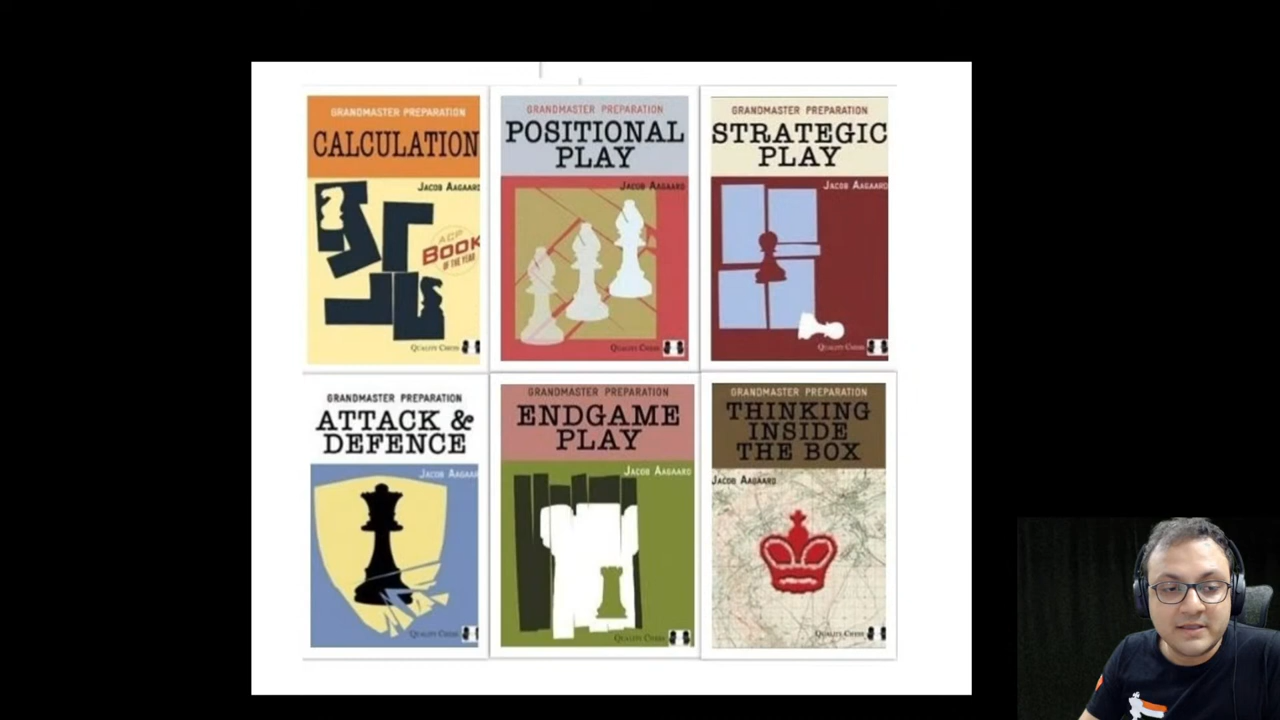 GRANDMASTER PREPARATION
CALCULATION
JACOB AAGAARD
ACP
BOOK
OF THE YEAR
QUALITY CHESS
GRANDMASTER PREPARATION
POSITIONAL
PLAY
JACOB AAGAARD
QUALITY CHESS
GRANDMASTER PREPARATION
STRATEGIC
PLAY
JACOB AAGAARD
QUALITY CHESS
GRANDMASTER PREPARATION
ATTACK &
DEFENCE
JACOB AAGAAR
QUALITY CHESS
GRANDMASTER PREPARATION
ENDGAME
PLAY
JACOB AAGAARD
QUALITY CHESS
GRANDMASTER PREPARATION
THINKING
INSIDE
THE BOX
JACOB AAGAARD
QUALITY CHESS